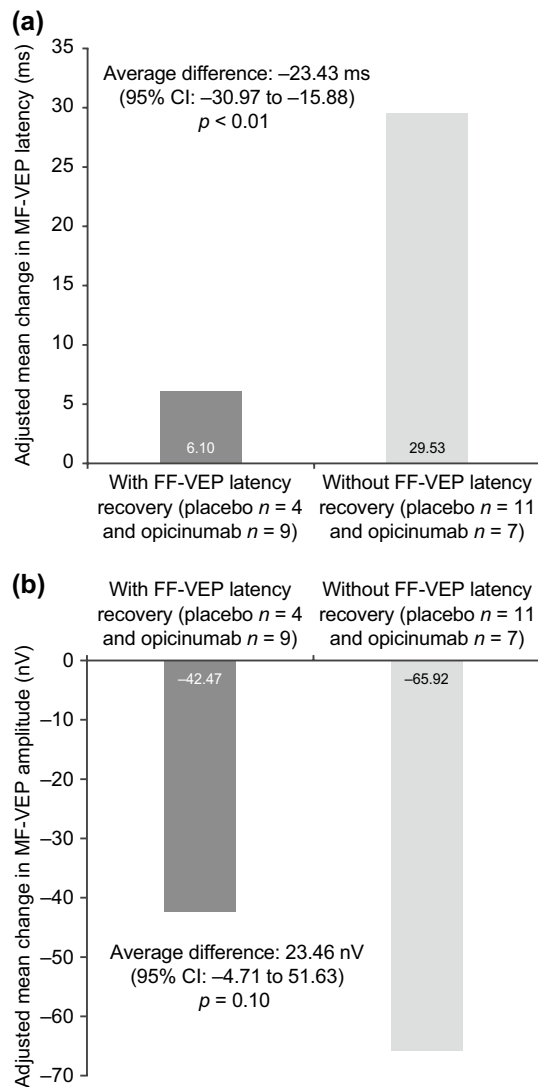 (a)
Adjusted mean change in MF-VEP latency (ms)
35
30
25
20
15
10
5
0
Average difference: –23.43 ms
(95% CI: –30.97 to –15.88)
p < 0.01
6.10
29.53
With FF-VEP latency
recovery (placebo n = 4
and opicinumab n = 9)
Without FF-VEP latency
recovery (placebo n = 11
and opicinumab n = 7)
(b)
With FF-VEP latency
recovery (placebo n = 4
and opicinumab n = 9)
Without FF-VEP latency
recovery (placebo n = 11
and opicinumab n = 7)
Adjusted mean change in MF-VEP amplitude (nV)
0
–10
–20
–30
–40
–50
–60
–70
–42.47
–65.92
Average difference: 23.46 nV
(95% CI: –4.71 to 51.63)
p = 0.10